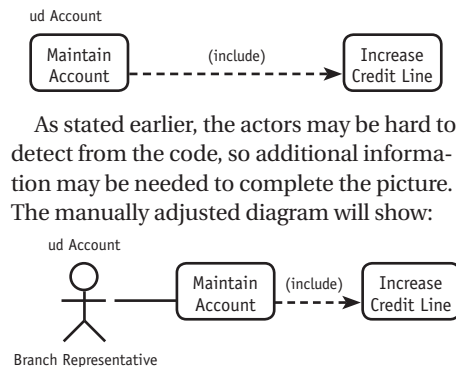 ud Account
Maintain
Account
(include)
Increase
Credit Line
As stated earlier, the actors may be hard to
detect from the code, so additional informa-
tion may be needed to complete the picture.
The manually adjusted diagram will show:
ud Account
Maintain
Account
(include)
Increase
Credit Line
Branch Representative